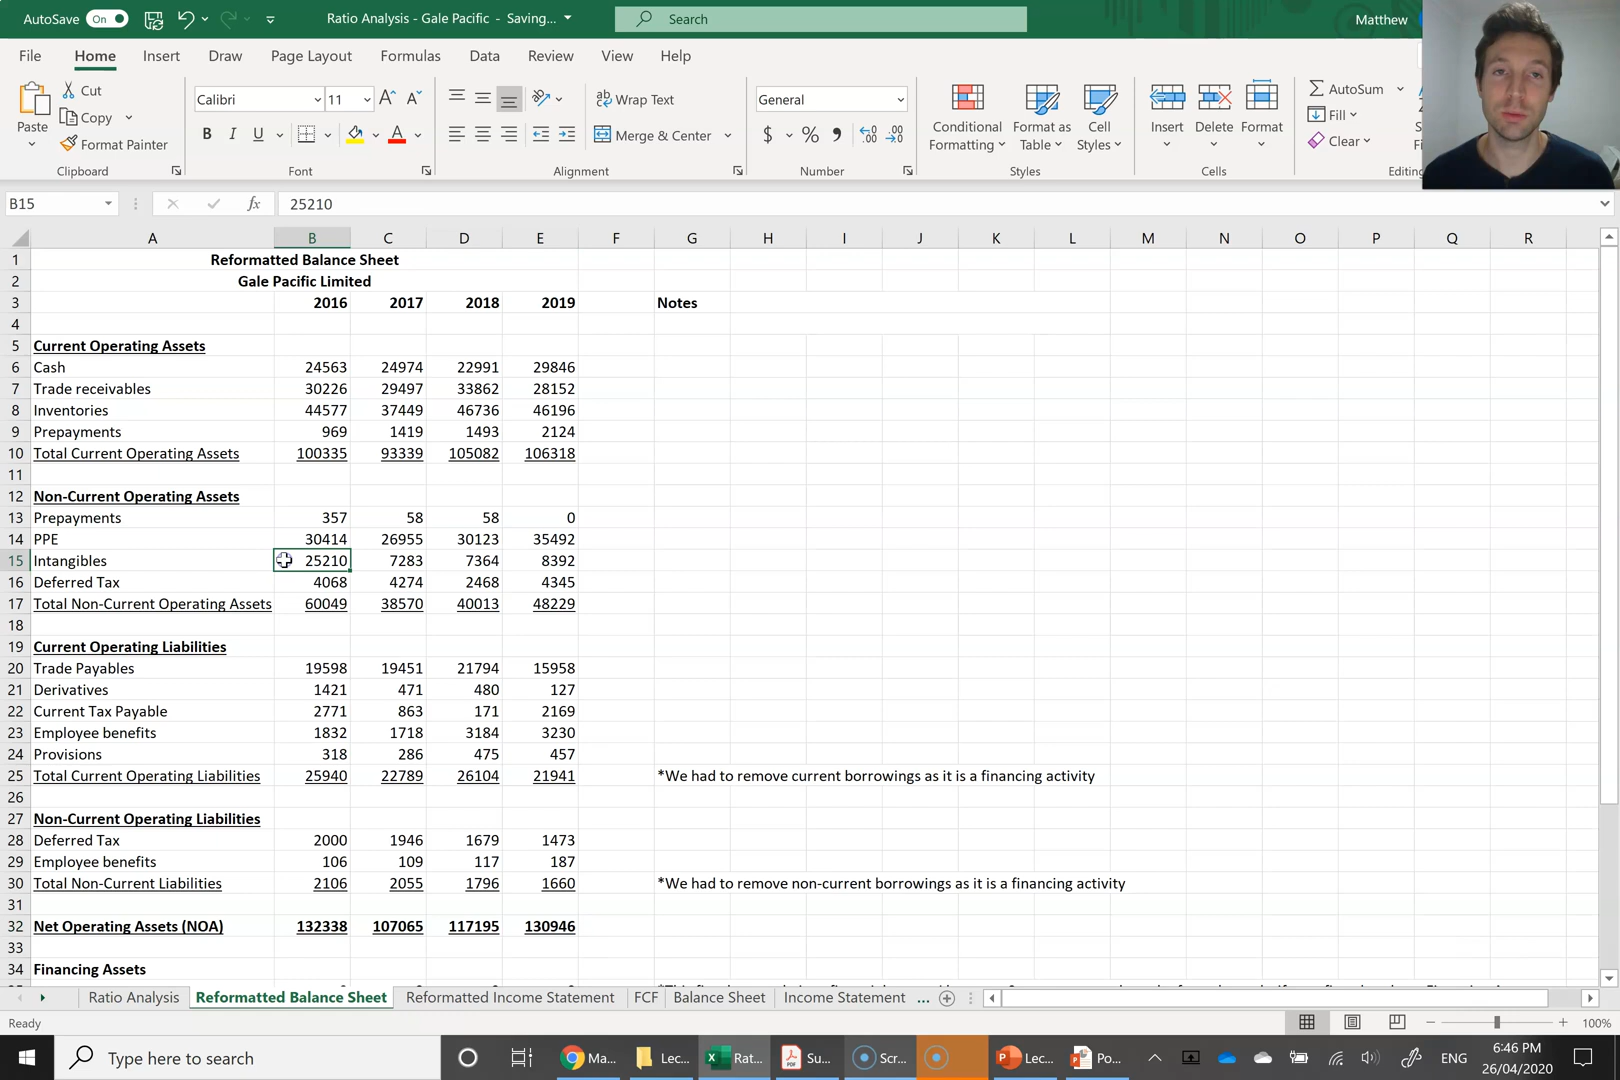 AutoSave On Ratio Analysis - Gale Pacific - Saving... Search Matthew
File Home Insert Draw Page Layout Formulas Data Review View Help
Paste Cut Copy Format Painter Clipboard
Calibri 11 B I U Font
Wrap Text Merge & Center Alignment
General $ % Number
Conditional Formatting Format as Table Cell Styles Styles
Insert Delete Format Cells
AutoSum Fill Clear Editing
B15 fx 25210
A B C D E F G H I J K L M N O P Q R
1 Reformatted Balance Sheet
2 Gale Pacific Limited
3 2016 2017 2018 2019 Notes
4
5 Current Operating Assets
6 Cash 24563 24974 22991 29846
7 Trade receivables 30226 29497 33862 28152
8 Inventories 44577 37449 46736 46196
9 Prepayments 969 1419 1493 2124
10 Total Current Operating Assets 100335 93339 105082 106318
11
12 Non-Current Operating Assets
13 Prepayments 357 58 58 0
14 PPE 30414 26955 30123 35492
15 Intangibles 25210 7283 7364 8392
16 Deferred Tax 4068 4274 2468 4345
17 Total Non-Current Operating Assets 60049 38570 40013 48229
18
19 Current Operating Liabilities
20 Trade Payables 19598 19451 21794 15958
21 Derivatives 1421 471 480 127
22 Current Tax Payable 2771 863 171 2169
23 Employee benefits 1832 1718 3184 3230
24 Provisions 318 286 475 457
25 Total Current Operating Liabilities 25940 22789 26104 21941 *We had to remove current borrowings as it is a financing activity
26
27 Non-Current Operating Liabilities
28 Deferred Tax 2000 1946 1679 1473
29 Employee benefits 106 109 117 187
30 Total Non-Current Liabilities 2106 2055 1796 1660 *We had to remove non-current borrowings as it is a financing activity
31
32 Net Operating Assets (NOA) 132338 107065 117195 130946
33
34 Financing Assets
Ratio Analysis Reformatted Balance Sheet Reformatted Income Statement FCF Balance Sheet Income Statement ...
Ready 100%
Type here to search Ma... Lec... Rat... Su... Scr... Lec... Po... ENG 6:46 PM
26/04/2020